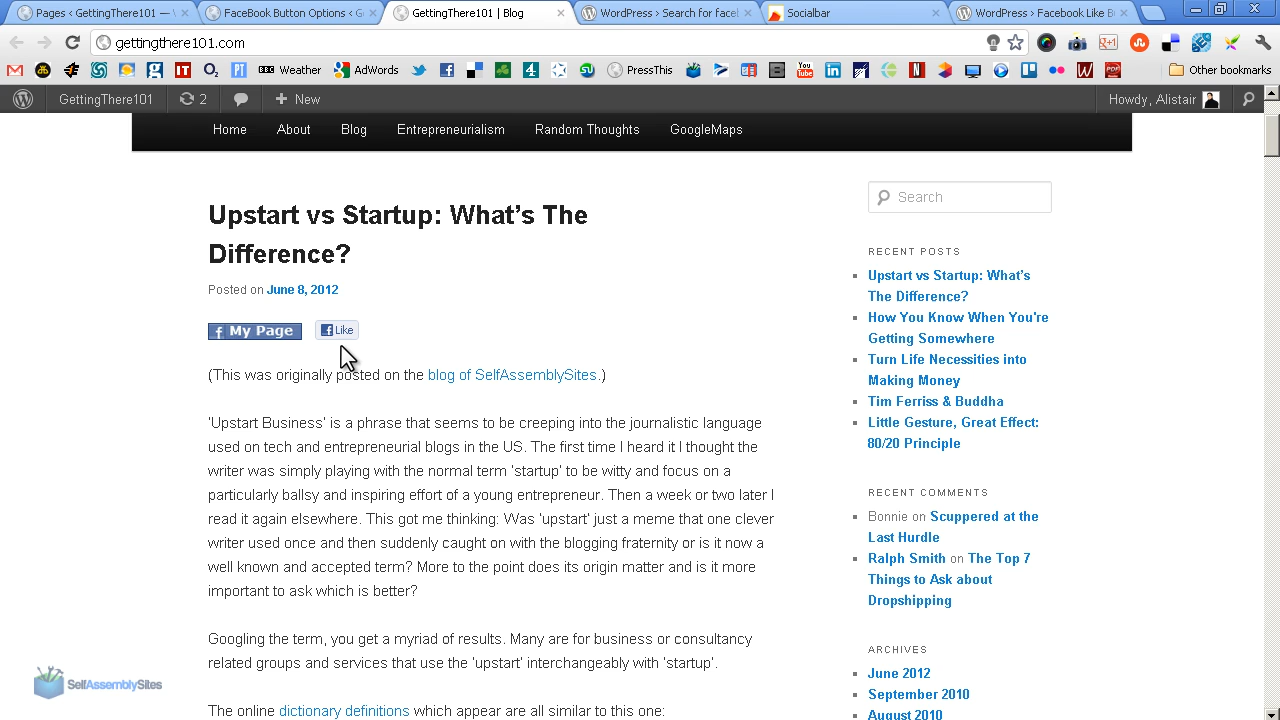 Pages ‹ GettingThere101 — \
FaceBook Button Options ‹ G
GettingThere101 | Blog
WordPress › Search for facel
Socialbar
WordPress › Facebook Like B
gettingthere101.com
BBC Weather
AdWords
PressThis
Other bookmarks
GettingThere101
2
New
Howdy, Alistair
Home
About
Blog
Entrepreneurialism
Random Thoughts
GoogleMaps
Upstart vs Startup: What’s The
Difference?
Posted on June 8, 2012
My Page
Like
(This was originally posted on the blog of SelfAssemblySites.)
‘Upstart Business’ is a phrase that seems to be creeping into the journalistic language
used on tech and entrepreneurial blogs in the US. The first time I heard it I thought the
writer was simply playing with the normal term ‘startup’ to be witty and focus on a
particularly ballsy and inspiring effort of a young entrepreneur. Then a week or two later I
read it again elsewhere. This got me thinking: Was ‘upstart’ just a meme that one clever
writer used once and then suddenly caught on with the blogging fraternity or is it now a
well known and accepted term? More to the point does its origin matter and is it more
important to ask which is better?
Googling the term, you get a myriad of results. Many are for business or consultancy
related groups and services that use the ‘upstart’ interchangeably with ‘startup’.
The online dictionary definitions which appear are all similar to this one:
Search
RECENT POSTS
Upstart vs Startup: What’s
The Difference?
How You Know When You’re
Getting Somewhere
Turn Life Necessities into
Making Money
Tim Ferriss & Buddha
Little Gesture, Great Effect:
80/20 Principle
RECENT COMMENTS
Bonnie on Scuppered at the
Last Hurdle
Ralph Smith on The Top 7
Things to Ask about
Dropshipping
ARCHIVES
June 2012
September 2010
August 2010
SelfAssemblySites